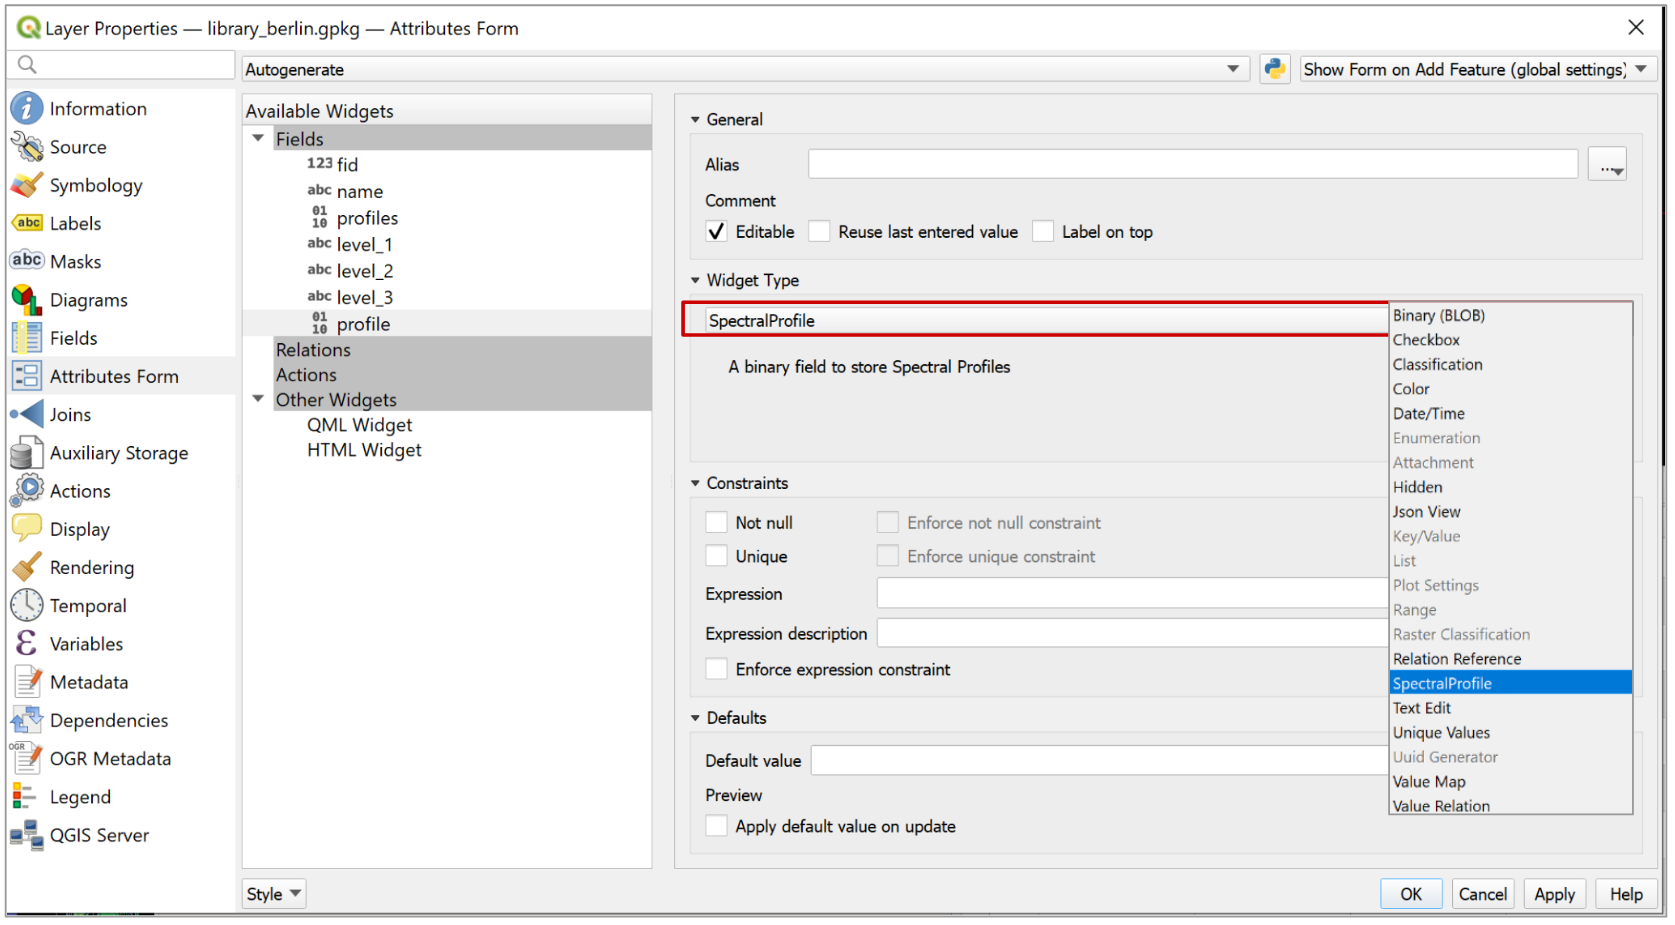 Layer Properties — library_berlin.gpkg — Attributes Form
Autogenerate
Show Form on Add Feature (global settings)
Information
Source
Symbology
abc Labels
abc Masks
Diagrams
Fields
Attributes Form
Joins
Auxiliary Storage
Actions
Display
Rendering
Temporal
Variables
Metadata
Dependencies
OGR OGR Metadata
Legend
QGIS Server
Available Widgets
Fields
123 fid
abc name
01
10 profiles
abc level_1
abc level_2
abc level_3
01
10 profile
Relations
Actions
Other Widgets
QML Widget
HTML Widget
Style
General
Alias
...
Comment
Editable Reuse last entered value Label on top
Widget Type
SpectralProfile
A binary field to store Spectral Profiles
Constraints
Not null Enforce not null constraint
Unique Enforce unique constraint
Expression
Expression description
Enforce expression constraint
Defaults
Default value
Preview
Apply default value on update
Binary (BLOB)
Checkbox
Classification
Color
Date/Time
Enumeration
Attachment
Hidden
Json View
Key/Value
List
Plot Settings
Range
Raster Classification
Relation Reference
SpectralProfile
Text Edit
Unique Values
Uuid Generator
Value Map
Value Relation
OK Cancel Apply Help